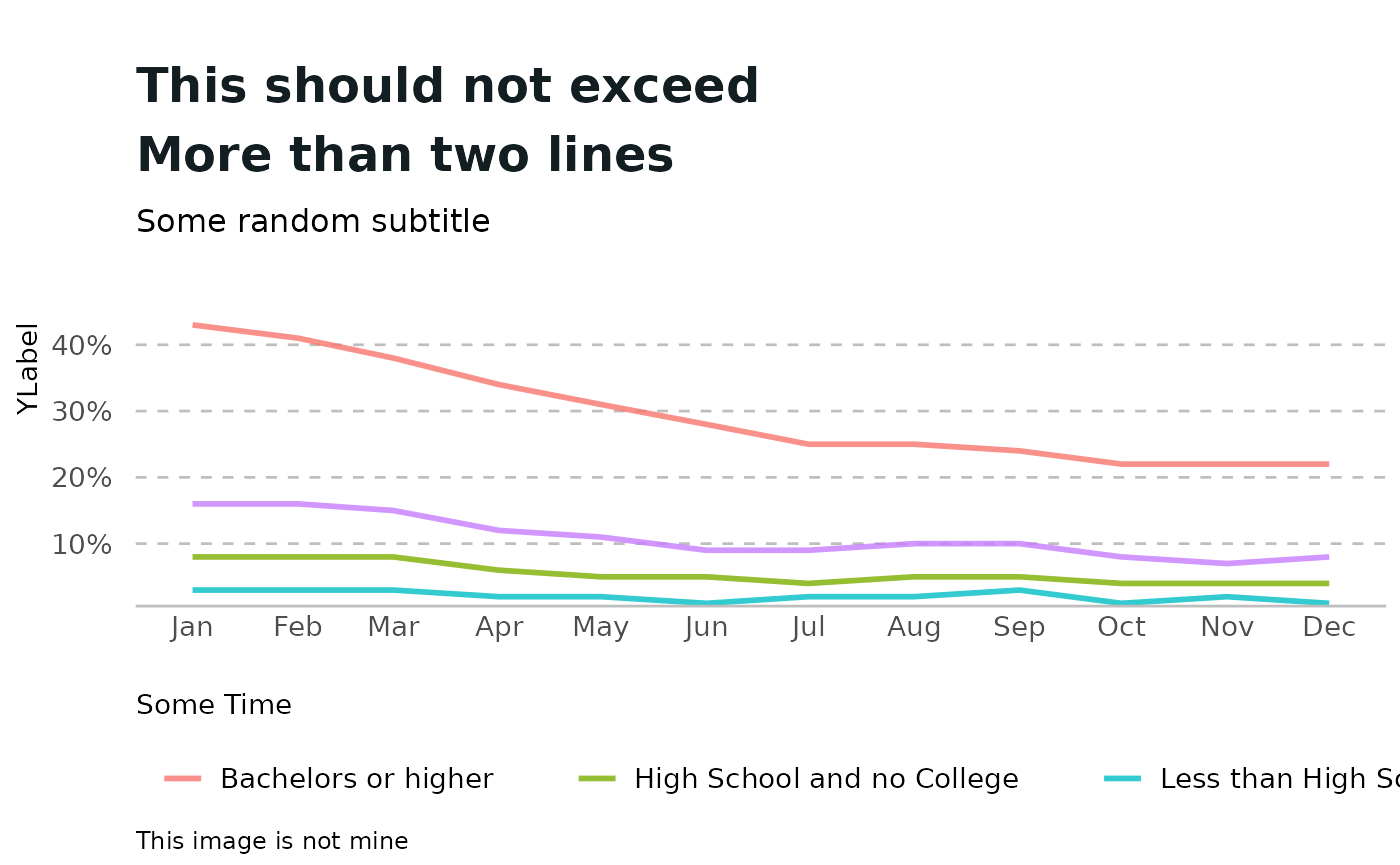 This should not exceed
More than two lines
Some random subtitle
YLabel
40%
30%
20%
10%
Jan Feb Mar Apr May Jun Jul Aug Sep Oct Nov Dec
Some Time
Bachelors or higher High School and no College Less than High
This image is not mine